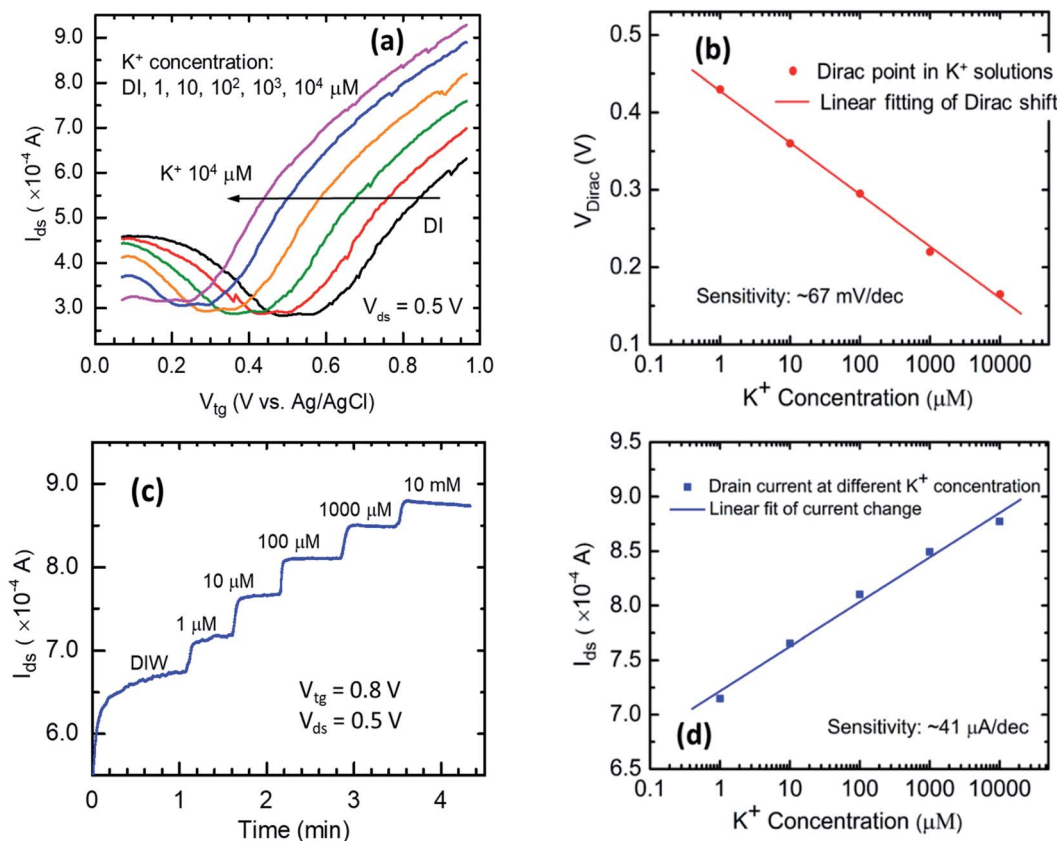 (a)
K⁺ concentration:
DI, 1, 10, 10², 10³, 10⁴ μM
K⁺ 10⁴ μM
DI
V_ds = 0.5 V
9.0
8.0
7.0
6.0
5.0
4.0
3.0
I_ds ( ×10⁻⁴ A)
0.0 0.2 0.4 0.6 0.8 1.0
V_tg (V vs. Ag/AgCl)
(b)
Dirac point in K⁺ solutions
Linear fitting of Dirac shift
Sensitivity: ~67 mV/dec
0.5
0.4
0.3
0.2
0.1
V_Dirac (V)
0.1 1 10 100 1000 10000
K⁺ Concentration (μM)
(c)
DIW
1 μM
10 μM
100 μM
1000 μM
10 mM
V_tg = 0.8 V
V_ds = 0.5 V
9.0
8.0
7.0
6.0
I_ds ( ×10⁻⁴ A)
0 1 2 3 4
Time (min)
Drain current at different K⁺ concentration
Linear fit of current change
(d)
Sensitivity: ~41 μA/dec
9.5
9.0
8.5
8.0
7.5
7.0
6.5
I_ds ( ×10⁻⁴ A)
0.1 1 10 100 1000 10000
K⁺ Concentration (μM)